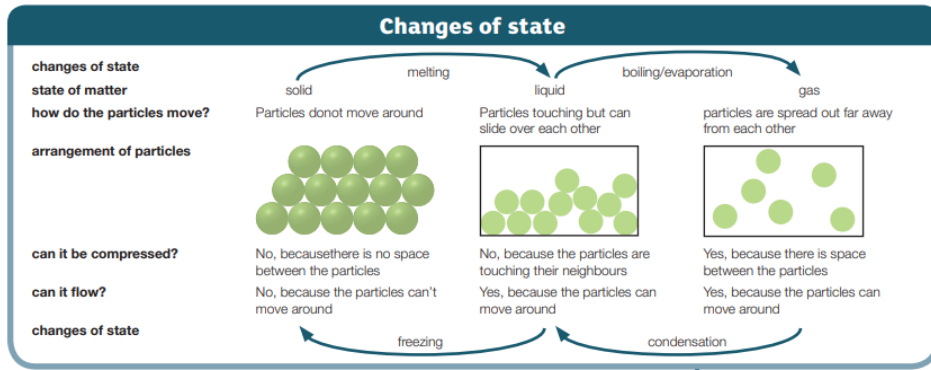 Changes of state
changes of state
melting
boiling/evaporation
state of matter
solid
liquid
gas
how do the particles move?
Particles donot move around
Particles touching but can
slide over each other
particles are spread out far away
from each other
arrangement of particles
can it be compressed?
No, becausethere is no space
between the particles
No, because the particles are
touching their neighbours
Yes, because there is space
between the particles
can it flow?
No, because the particles can't
move around
Yes, because the particles can
move around
Yes, because the particles can
move around
changes of state
freezing
condensation